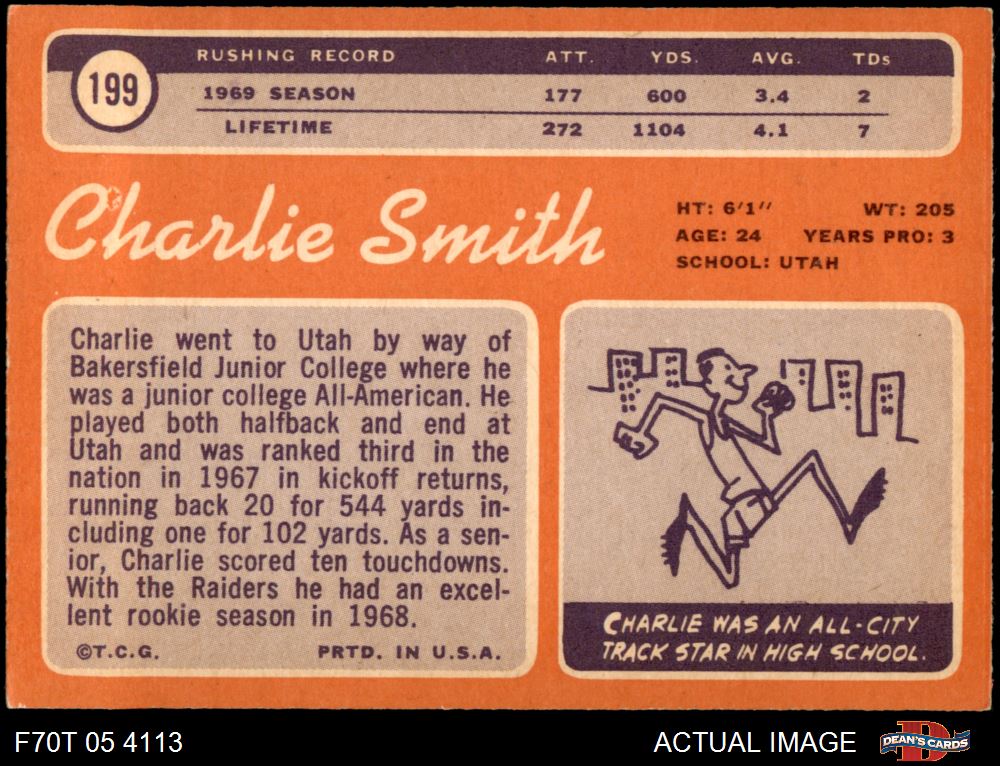 199
RUSHING RECORD ATT. YDS. AVG. TDs
1969 SEASON 177 600 3.4 2
LIFETIME 272 1104 4.1 7
Charlie Smith
HT: 6'1'' WT: 205
AGE: 24 YEARS PRO: 3
SCHOOL: UTAH
Charlie went to Utah by way of
Bakersfield Junior College where he
was a junior college All-American. He
played both halfback and end at
Utah and was ranked third in the
nation in 1967 in kickoff returns,
running back 20 for 544 yards in-
cluding one for 102 yards. As a sen-
ior, Charlie scored ten touchdowns.
With the Raiders he had an excel-
lent rookie season in 1968.
©T.C.G. PRTD. IN U.S.A.
CHARLIE WAS AN ALL-CITY
TRACK STAR IN HIGH SCHOOL.
F70T 05 4113 ACTUAL IMAGE
D
DEAN'S CARDS